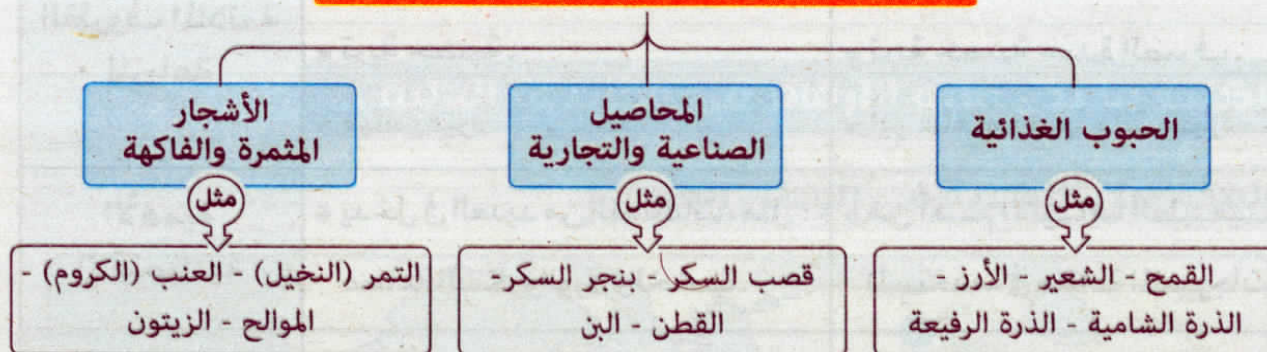 الحبوب الغذائية
مثل
القمح - الشعير - الأرز -
الذرة الشامية - الذرة الرفيعة
المحاصيل
الصناعية والتجارية
مثل
قصب السكر - بنجر السكر-
القطن - البن
الأشجار
المثمرة والفاكهة
مثل
التمر (النخيل) - العنب (الكروم) -
الموالح - الزيتون